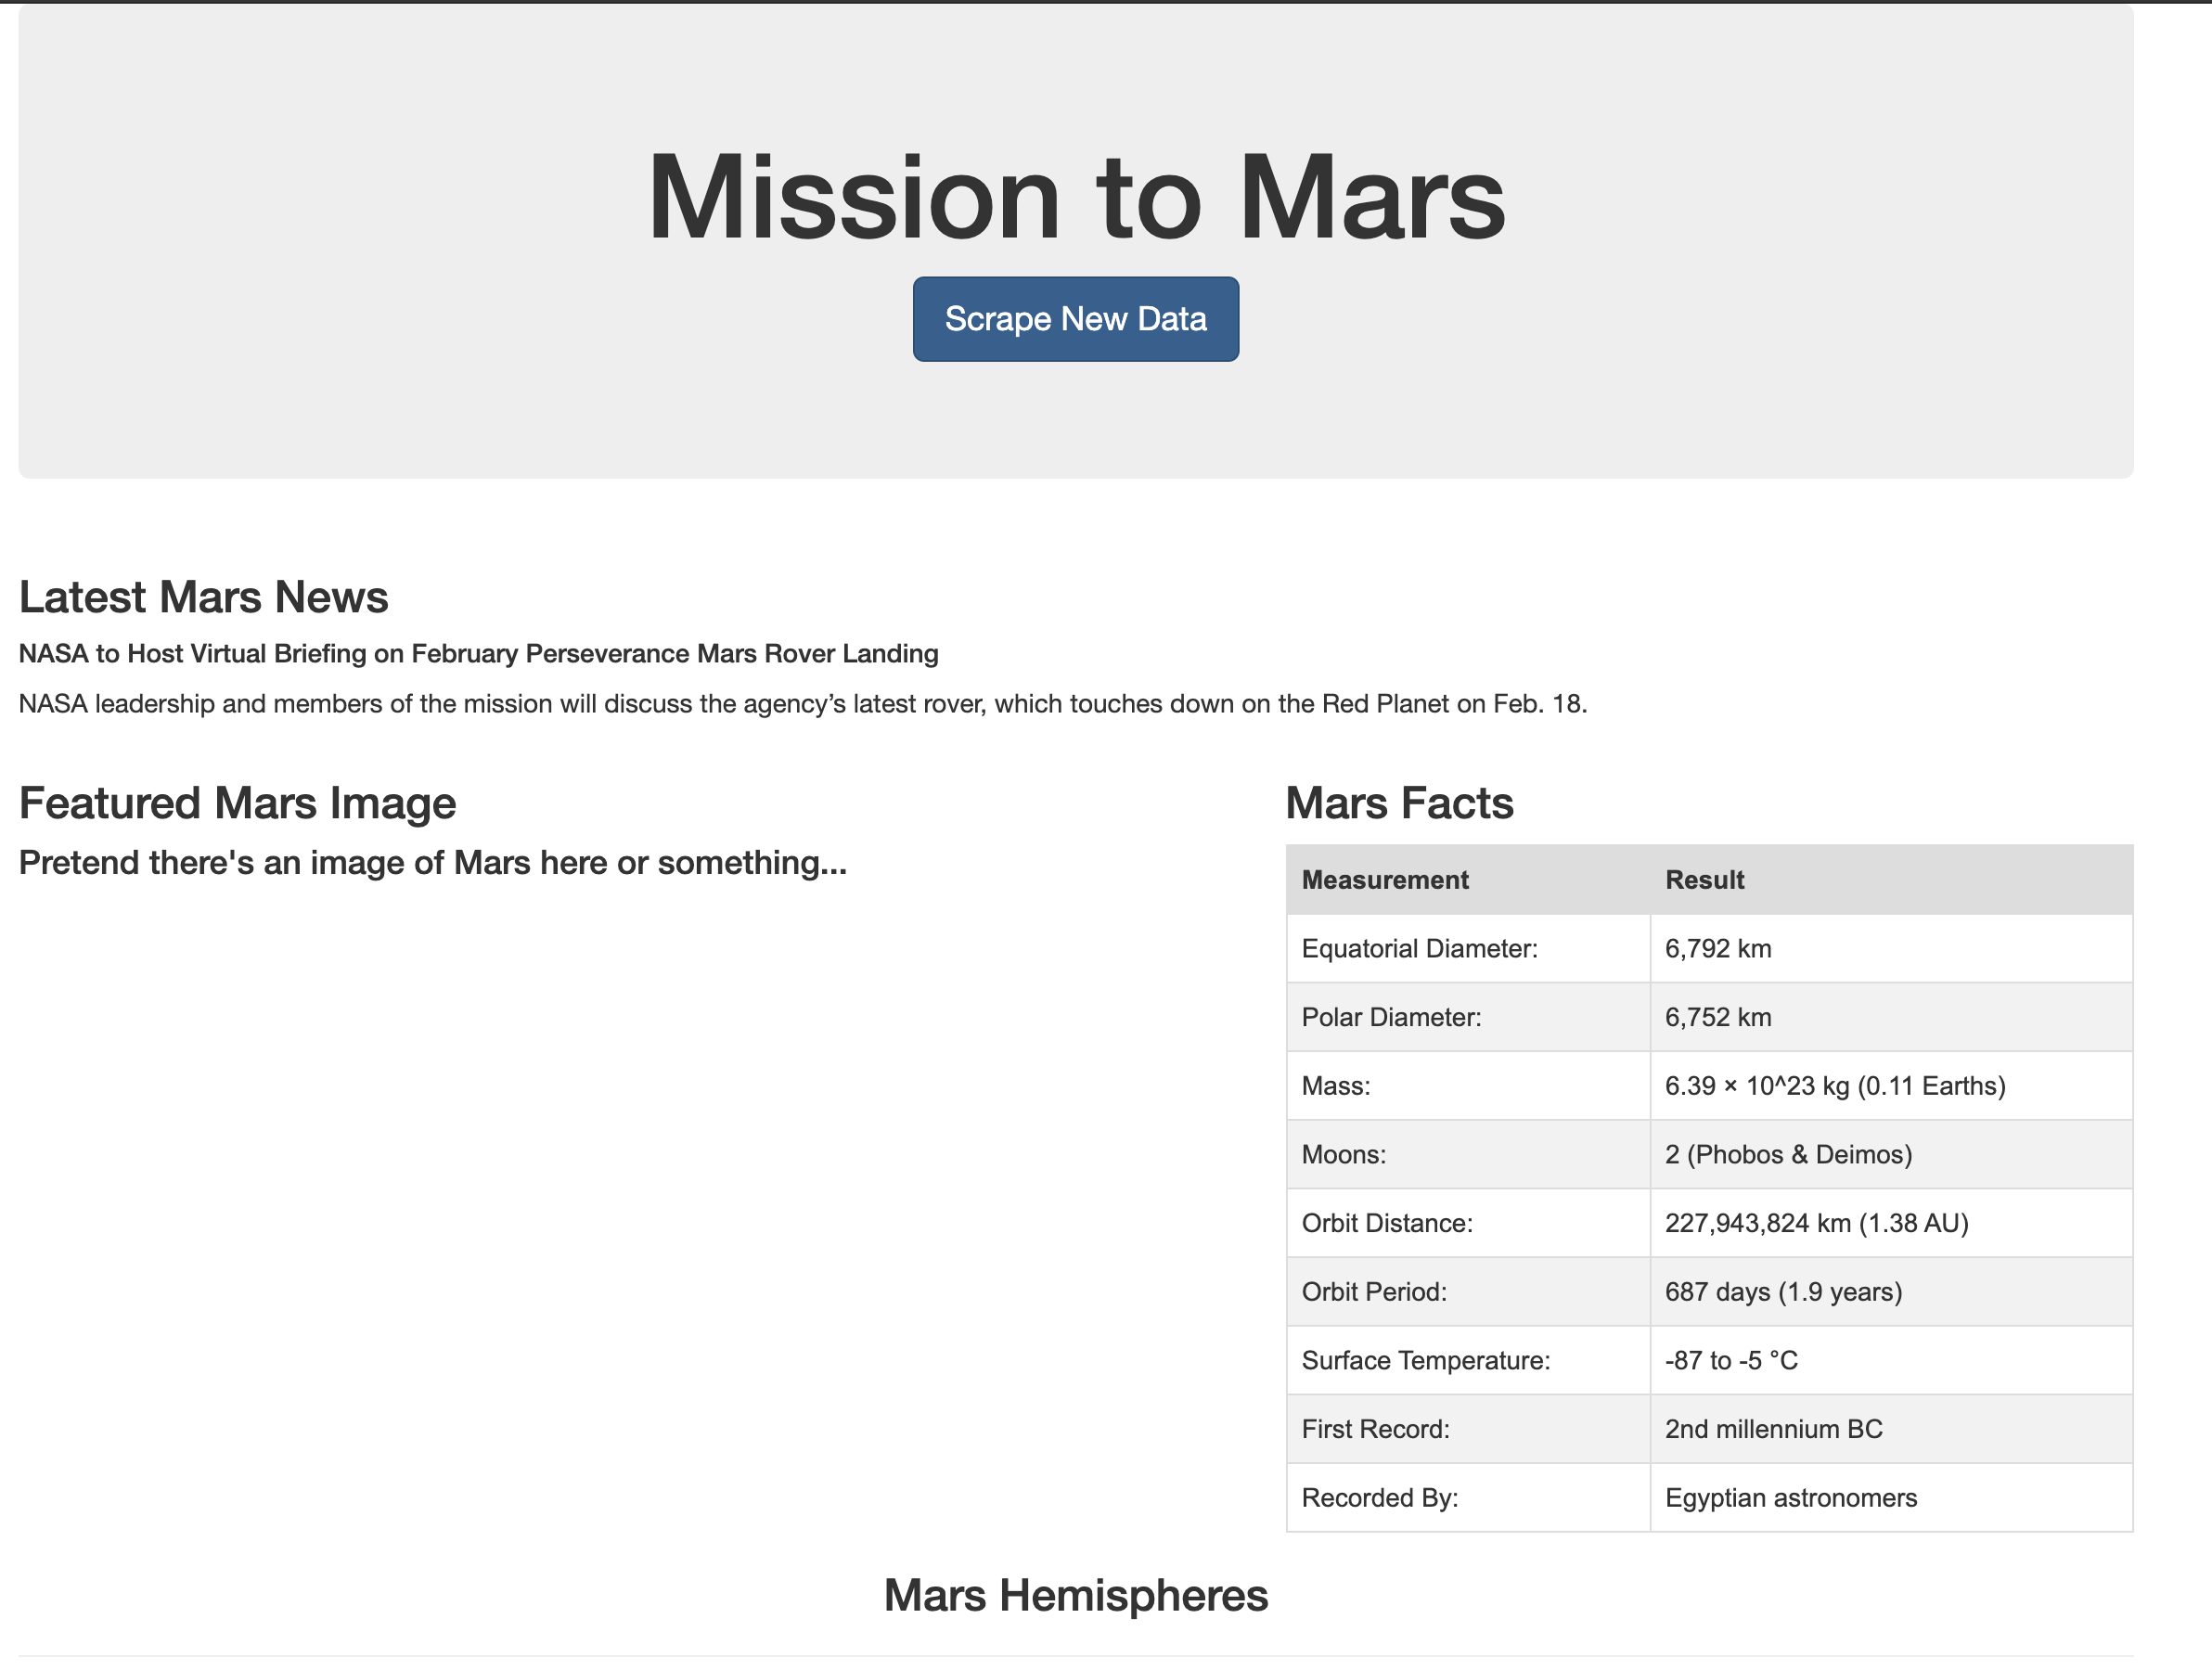 Mission to Mars
Scrape New Data
Latest Mars News
NASA to Host Virtual Briefing on February Perseverance Mars Rover Landing
NASA leadership and members of the mission will discuss the agency’s latest rover, which touches down on the Red Planet on Feb. 18.
Featured Mars Image
Pretend there's an image of Mars here or something...
Mars Facts
Measurement Result
Equatorial Diameter: 6,792 km
Polar Diameter: 6,752 km
Mass: 6.39 × 10^23 kg (0.11 Earths)
Moons: 2 (Phobos & Deimos)
Orbit Distance: 227,943,824 km (1.38 AU)
Orbit Period: 687 days (1.9 years)
Surface Temperature: -87 to -5 °C
First Record: 2nd millennium BC
Recorded By: Egyptian astronomers
Mars Hemispheres